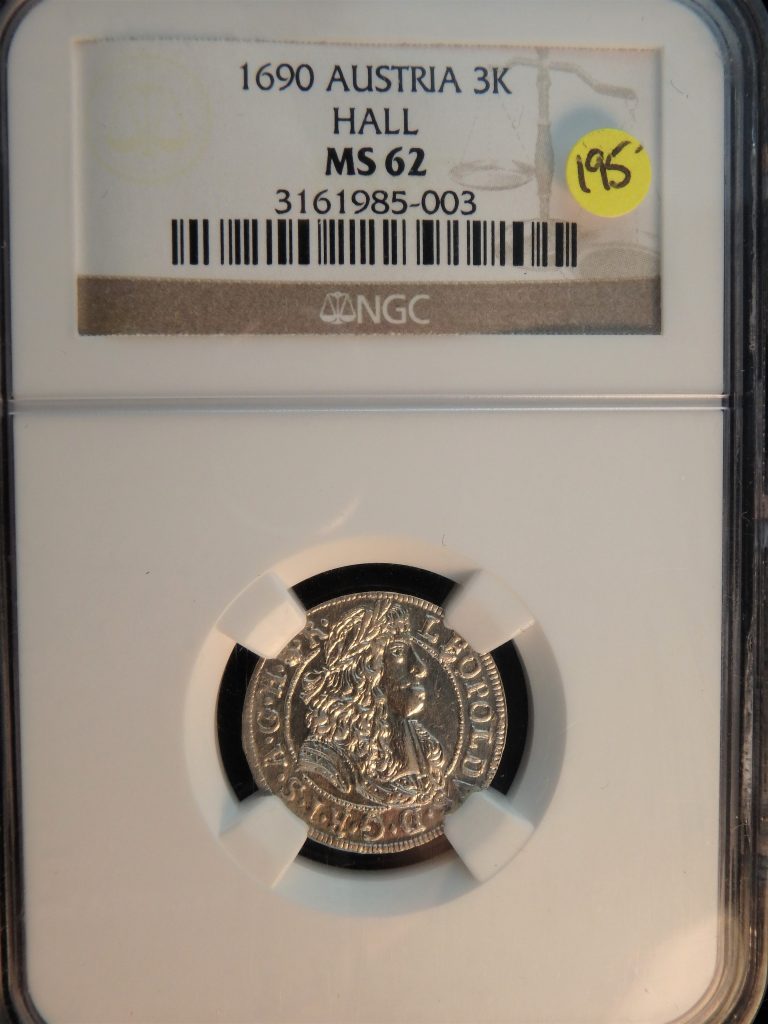 1690 AUSTRIA 3K
HALL
MS 62
195
3161985-003
NGC
LEOPOLD D·G·R·I·S·A·G·H·